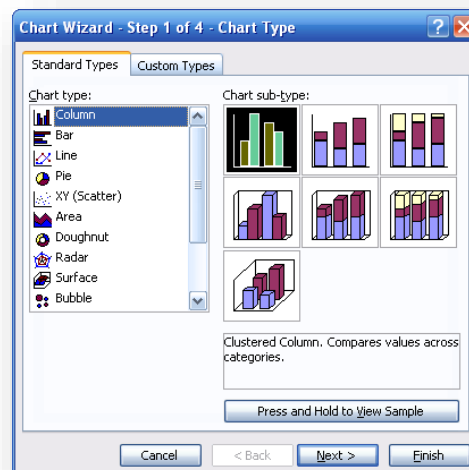 Chart Wizard - Step 1 of 4 - Chart Type
Standard Types
Custom Types
Chart type:
Column
Bar
Line
Pie
XY (Scatter)
Area
Doughnut
Radar
Surface
Bubble
Chart sub-type:
Clustered Column. Compares values across
categories.
Press and Hold to View Sample
Cancel
< Back
Next >
Finish